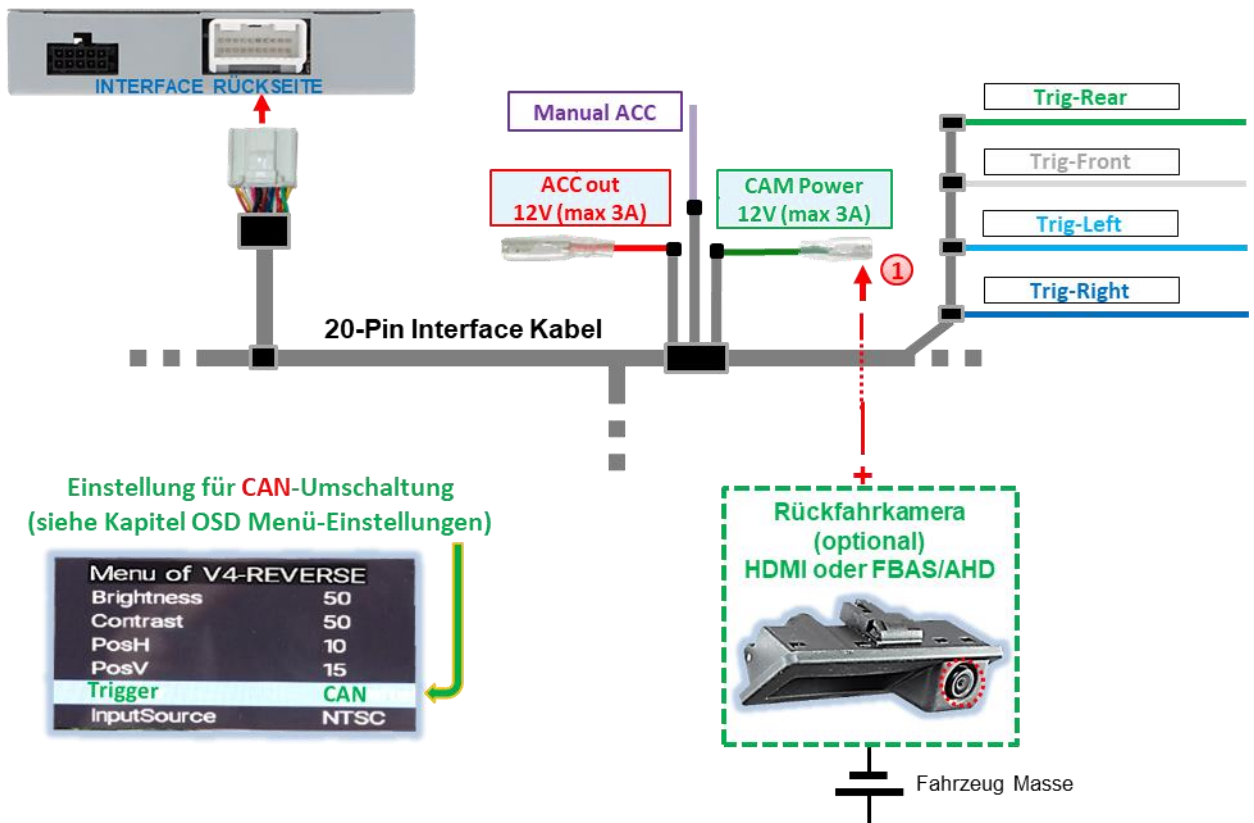 INTERFACE RÜCKSEITE
Manual ACC
ACC out
12V (max 3A)
CAM Power
12V (max 3A)
Trig-Rear
Trig-Front
Trig-Left
Trig-Right
1
20-Pin Interface Kabel
Einstellung für CAN-Umschaltung
(siehe Kapitel OSD Menü-Einstellungen)
Menu of V4-REVERSE
Brightness 50
Contrast 50
PosH 10
PosV 15
Trigger CAN
InputSource NTSC
+
Rückfahrkamera
(optional)
HDMI oder FBAS/AHD
Fahrzeug Masse